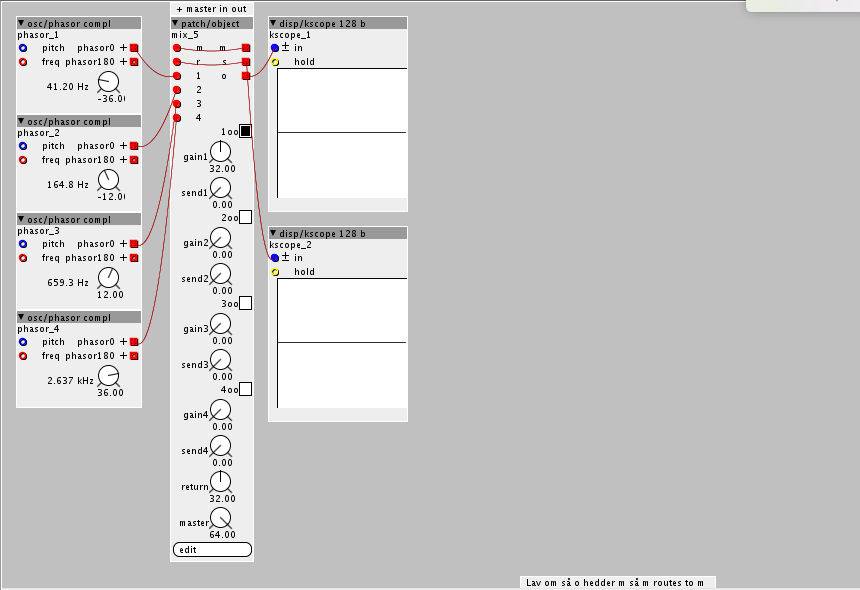 + master in out
▼ osc/phasor compl
phasor_1
pitch phasor0 +
freq phasor180 +
41.20 Hz
-36.0
▼ osc/phasor compl
phasor_2
pitch phasor0 +
freq phasor180 +
164.8 Hz
-12.0
▼ osc/phasor compl
phasor_3
pitch phasor0 +
freq phasor180 +
659.3 Hz
12.00
▼ osc/phasor compl
phasor_4
pitch phasor0 +
freq phasor180 +
2.637 kHz
36.00
▼ patch/object
mix_5
m m
r s
1 o
2
3
4
1oo
gain1
32.00
send1
0.00
2oo
gain2
0.00
send2
0.00
3oo
gain3
0.00
send3
0.00
4oo
gain4
0.00
send4
0.00
return
32.00
master
64.00
edit
▼ disp/kscope 128 b
kscope_1
± in
hold
▼ disp/kscope 128 b
kscope_2
± in
hold
Lav om så o hedder m så m routes to m